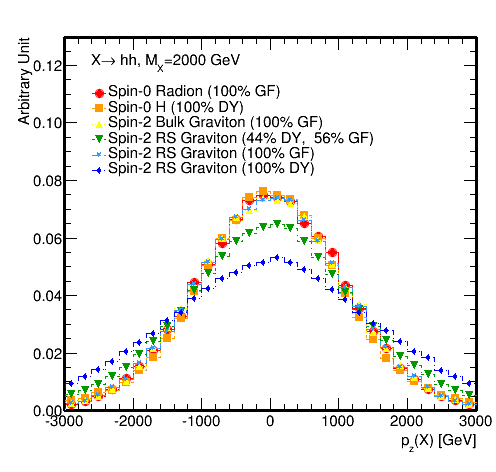 Arbitrary Unit
0.12
0.10
0.08
0.06
0.04
0.02
0.00
X→ hh, M_X=2000 GeV
Spin-0 Radion (100% GF)
Spin-0 H (100% DY)
Spin-2 Bulk Graviton (100% GF)
Spin-2 RS Graviton (44% DY, 56% GF)
Spin-2 RS Graviton (100% GF)
Spin-2 RS Graviton (100% DY)
-3000 -2000 -1000 0 1000 2000 3000
p_z(X) [GeV]